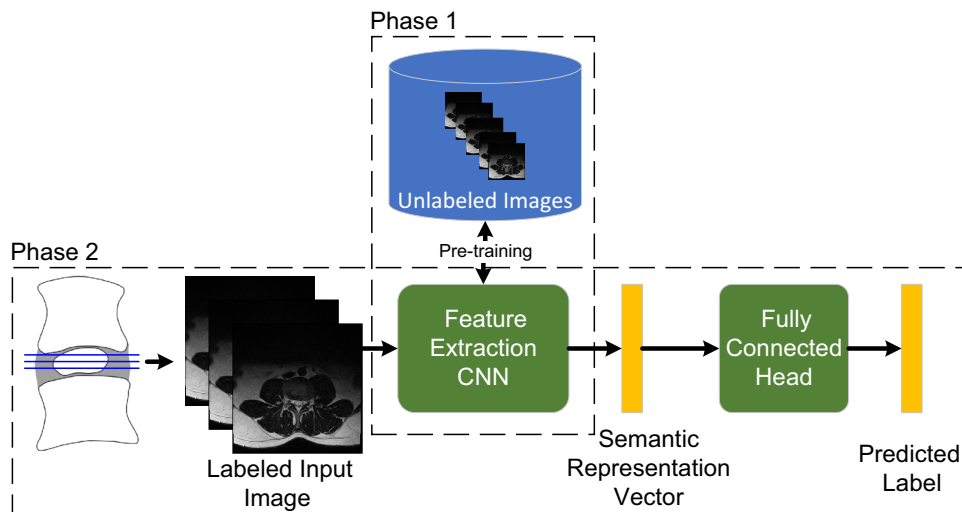 Phase 1
Unlabeled Images
Pre-training
Phase 2
Feature
Extraction
CNN
Fully
Connected
Head
Labeled Input
Image
Semantic
Representation
Vector
Predicted
Label